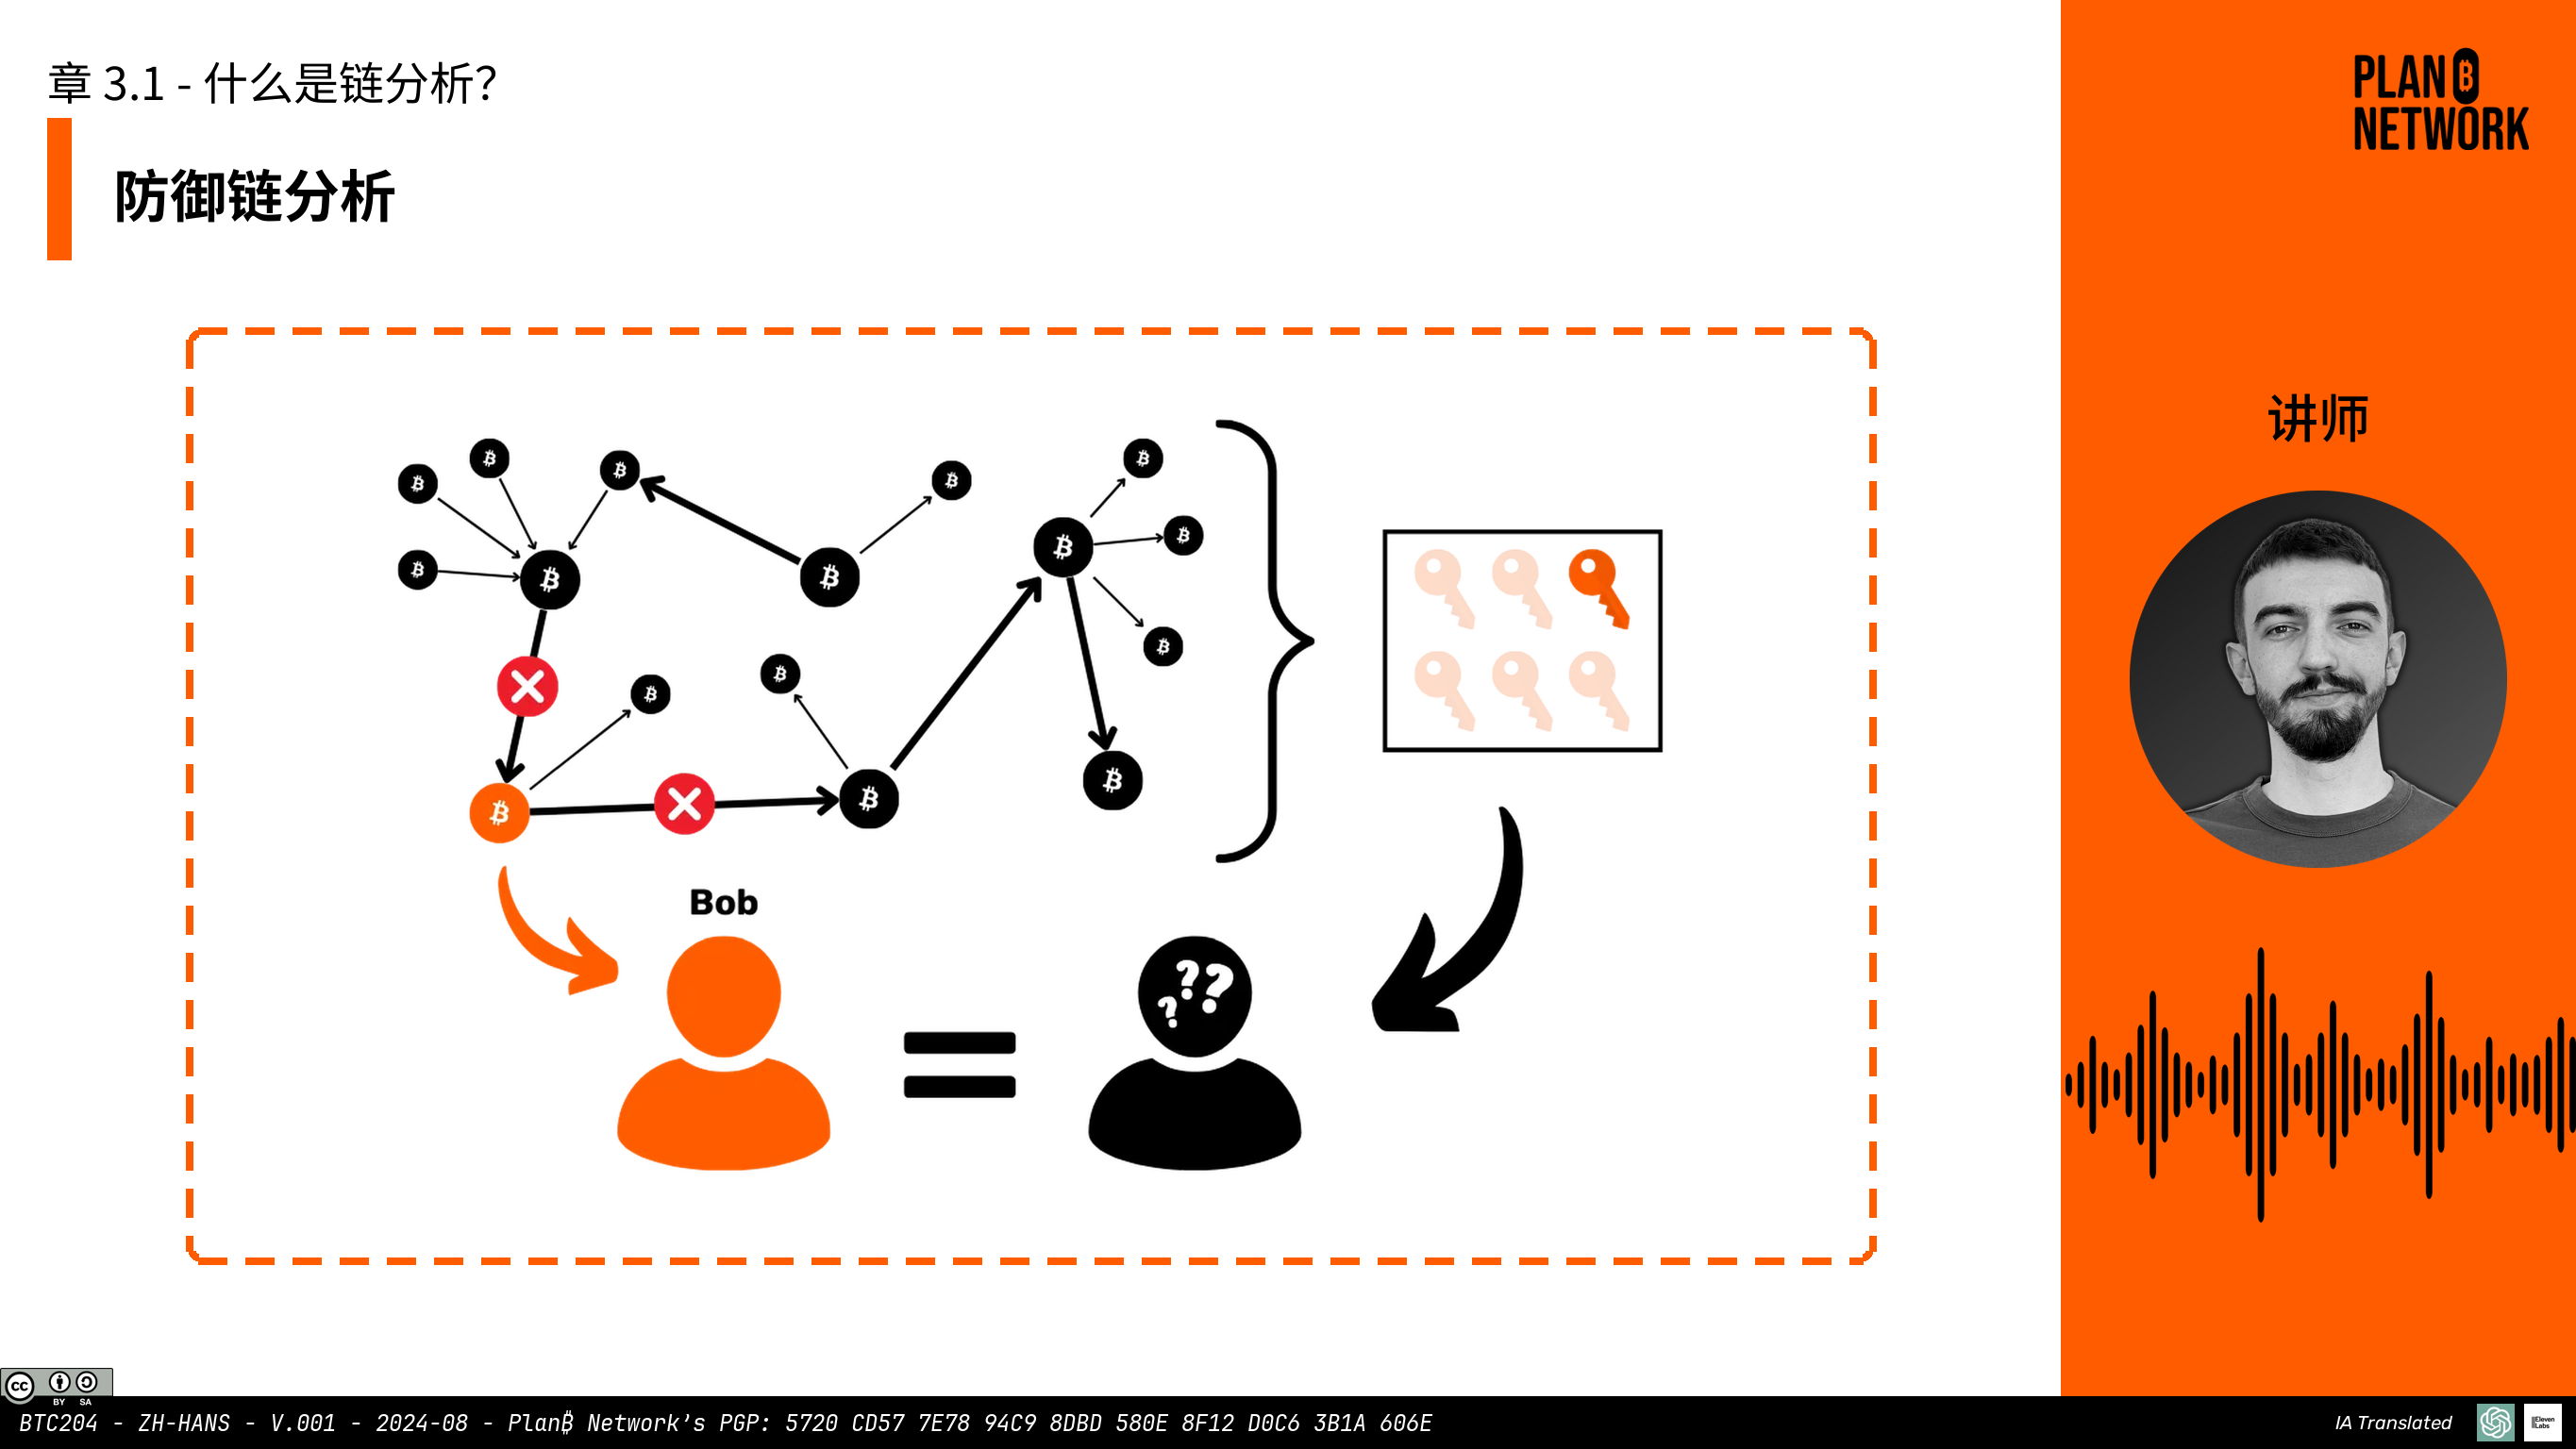 章 3.1 - 什么是链分析?
防御链分析
PLAN ₿
NETWORK
讲师
Bob
? ? ?
CC BY SA
BTC204 - ZH-HANS - V.001 - 2024-08 - Plan₿ Network's PGP: 5720 CD57 7E78 94C9 8DBD 580E 8F12 D0C6 3B1A 606E
IA Translated
IIElevenLabs